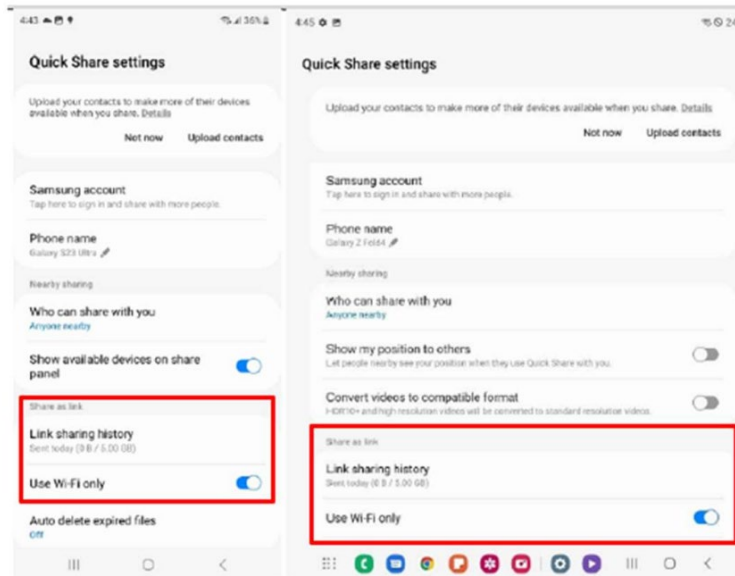 4:43
36%
Quick Share settings
Upload your contacts to make more of their devices
available when you share. Details
Not now Upload contacts
Samsung account
Tap here to sign in and share with more people.
Phone name
Galaxy S23 Ultra
Nearby sharing
Who can share with you
Anyone nearby
Show available devices on share
panel
Share as link
Link sharing history
Sent today (0 B / 5.00 GB)
Use Wi-Fi only
Auto delete expired files
Off
4:45
24
Quick Share settings
Upload your contacts to make more of their devices available when you share. Details
Not now Upload contacts
Samsung account
Tap here to sign in and share with more people.
Phone name
Galaxy Z Fold4
Nearby sharing
Who can share with you
Anyone nearby
Show my position to others
Let people nearby see your position when they use Quick Share with you.
Convert videos to compatible format
HDR10+ and high resolution videos will be converted to standard resolution videos.
Share as link
Link sharing history
Sent today (0 B / 5.00 GB)
Use Wi-Fi only